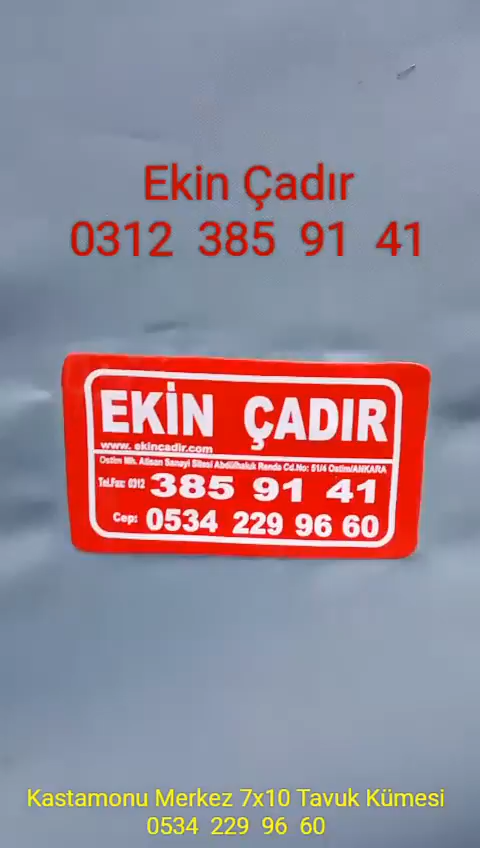 Ekin Çadır
0312 385 91 41
EKİN ÇADIR
www. ekincadir.com
Ostim Mh. Atisan Sanayi Sitesi Abdülhaluk Renda Cd.No: 51/4 Ostim/ANKARA
Tel.Fax: 0312 385 91 41
Cep: 0534 229 96 60
Kastamonu Merkez 7x10 Tavuk Kümesi
0534 229 96 60